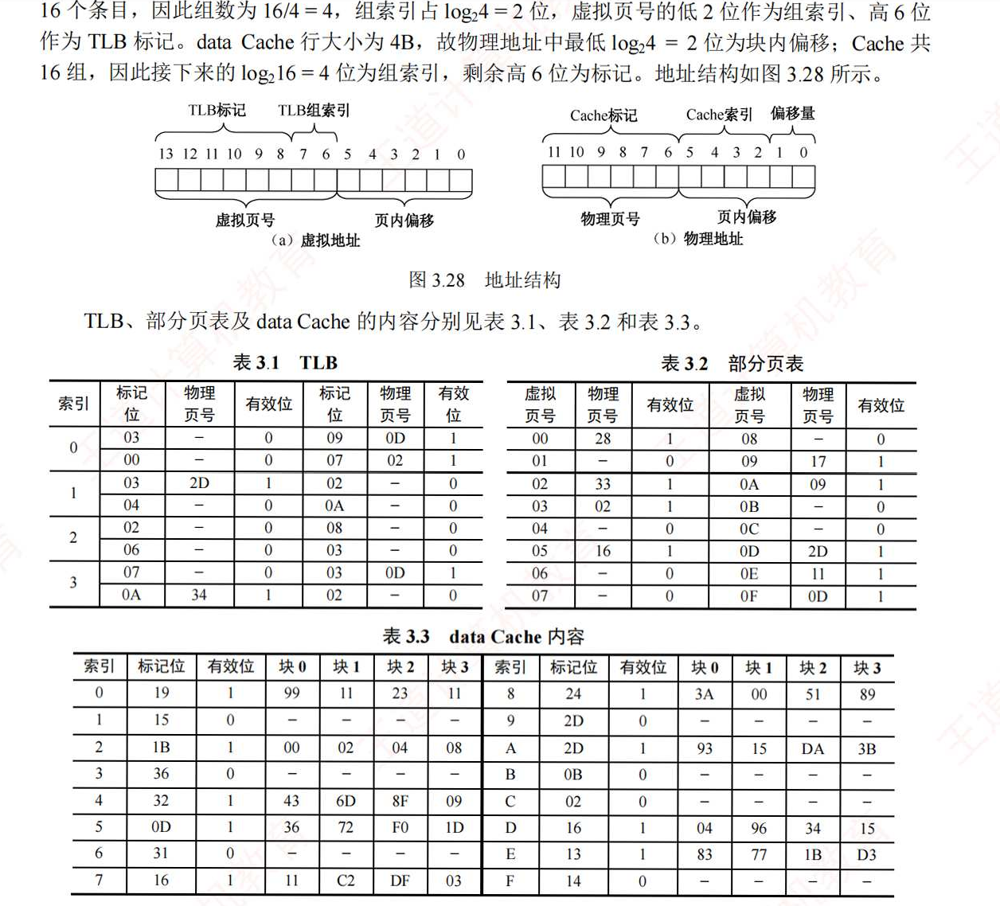 16 个条目，因此组数为 16/4 = 4，组索引占 log₂4 = 2 位，虚拟页号的低 2 位作为组索引、高 6 位
作为 TLB 标记。data Cache 行大小为 4B，故物理地址中最低 log₂4 = 2 位为块内偏移；Cache 共
16 组，因此接下来的 log₂16 = 4 位为组索引，剩余高 6 位为标记。地址结构如图 3.28 所示。
TLB标记 TLB组索引
13 12 11 10 9 8 7 6 5 4 3 2 1 0
虚拟页号 页内偏移
（a）虚拟地址
Cache标记 Cache索引 偏移量
11 10 9 8 7 6 5 4 3 2 1 0
物理页号 页内偏移
（b）物理地址
图 3.28 地址结构
TLB、部分页表及 data Cache 的内容分别见表 3.1、表 3.2 和表 3.3。
表 3.1 TLB
索引 标记位 物理页号 有效位 标记位 物理页号 有效位
0 03 – 0 09 0D 1
00 – 0 07 02 1
1 03 2D 1 02 – 0
04 – 0 0A – 0
2 02 – 0 08 – 0
06 – 0 03 – 0
3 07 – 0 03 0D 1
0A 34 1 02 – 0
表 3.2 部分页表
虚拟页号 物理页号 有效位 虚拟页号 物理页号 有效位
00 28 1 08 – 0
01 – 0 09 17 1
02 33 1 0A 09 1
03 02 1 0B – 0
04 – 0 0C – 0
05 16 1 0D 2D 1
06 – 0 0E 11 1
07 – 0 0F 0D 1
表 3.3 data Cache 内容
索引 标记位 有效位 块 0 块 1 块 2 块 3 索引 标记位 有效位 块 0 块 1 块 2 块 3
0 19 1 99 11 23 11 8 24 1 3A 00 51 89
1 15 0 – – – – 9 2D 0 – – – –
2 1B 1 00 02 04 08 A 2D 1 93 15 DA 3B
3 36 0 – – – – B 0B 0 – – – –
4 32 1 43 6D 8F 09 C 02 0 – – – –
5 0D 1 36 72 F0 1D D 16 1 04 96 34 15
6 31 0 – – – – E 13 1 83 77 1B D3
7 16 1 11 C2 DF 03 F 14 0 – – – –
王道计算机教育